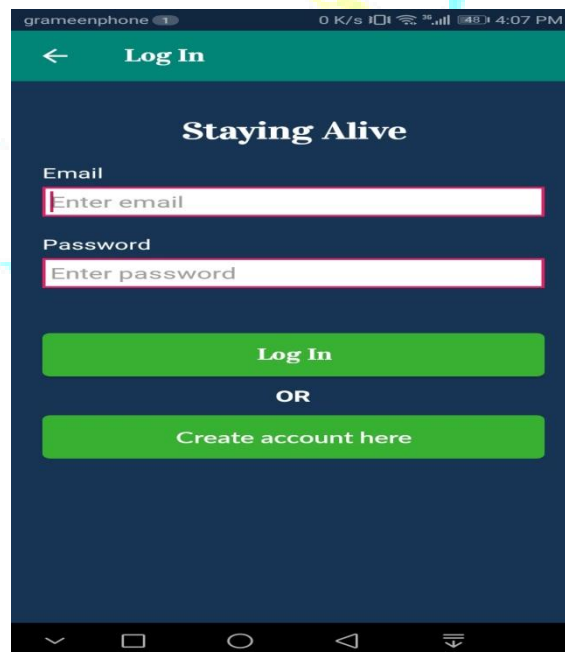 grameenphone 1 0 K/s 3G 48 4:07 PM
Log In
Staying Alive
Email
Enter email
Password
Enter password
Log In
OR
Create account here